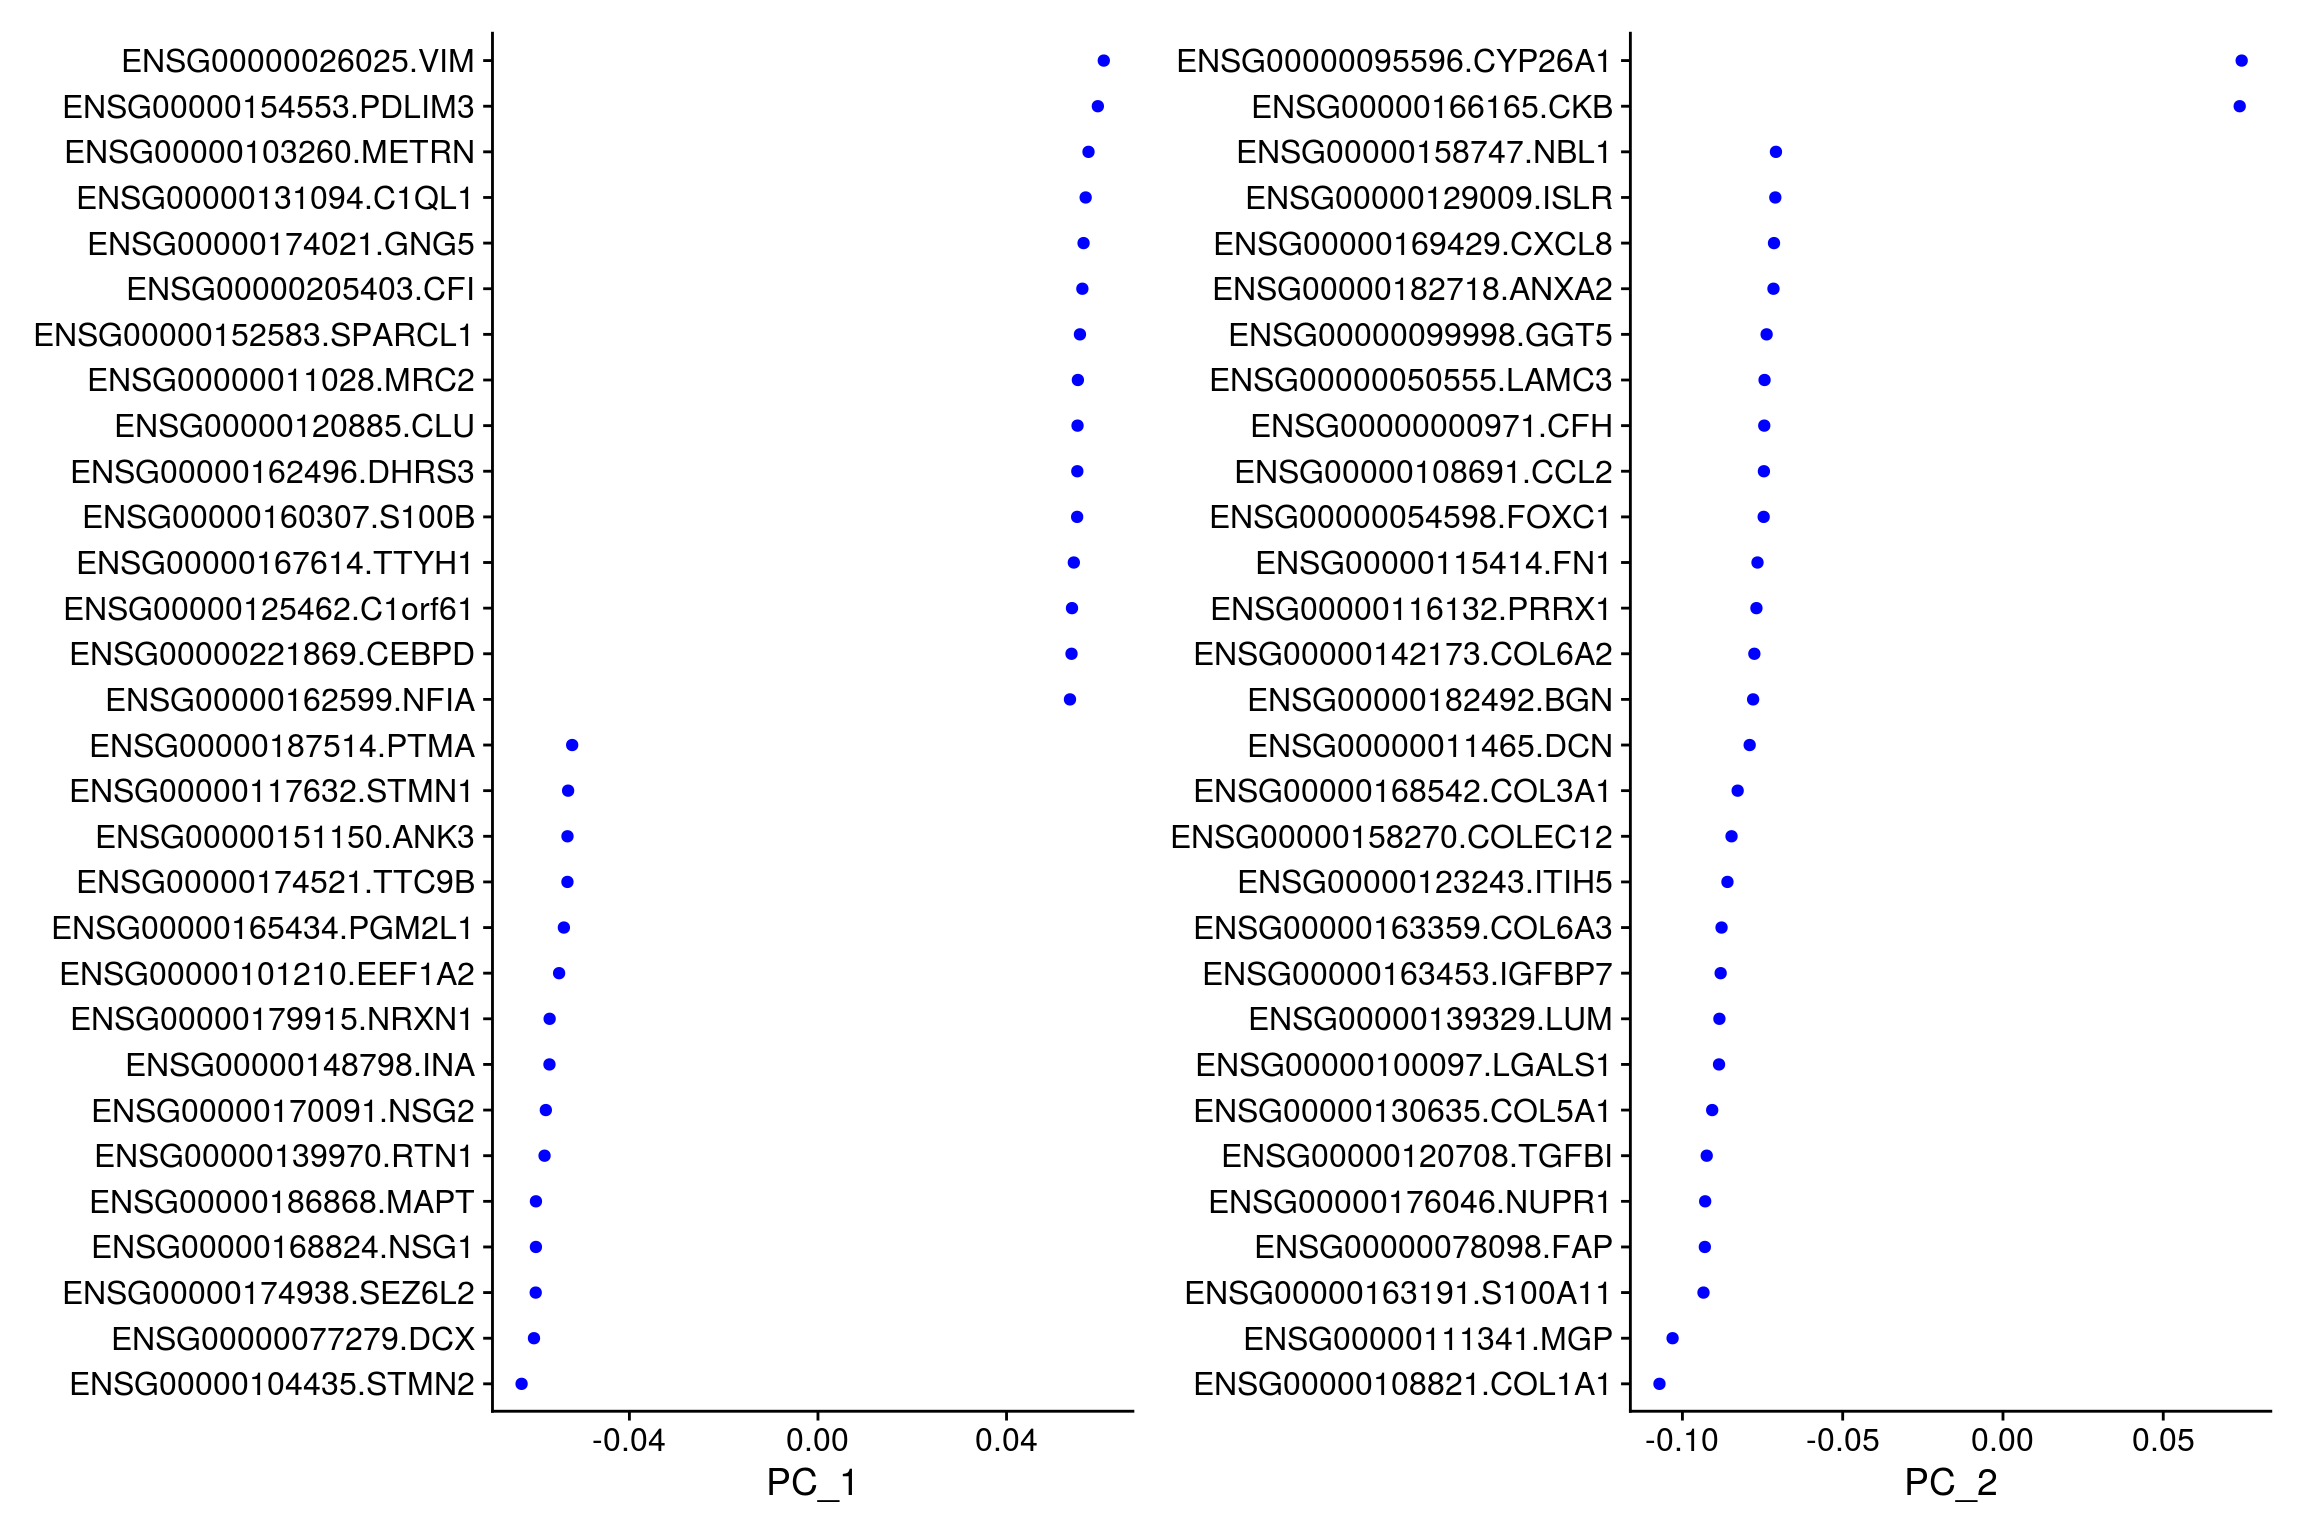 ENSG00000026025.VIM
ENSG00000154553.PDLIM3
ENSG00000103260.METRN
ENSG00000131094.C1QL1
ENSG00000174021.GNG5
ENSG00000205403.CFI
ENSG00000152583.SPARCL1
ENSG00000011028.MRC2
ENSG00000120885.CLU
ENSG00000162496.DHRS3
ENSG00000160307.S100B
ENSG00000167614.TTYH1
ENSG00000125462.C1orf61
ENSG00000221869.CEBPD
ENSG00000162599.NFIA
ENSG00000187514.PTMA
ENSG00000117632.STMN1
ENSG00000151150.ANK3
ENSG00000174521.TTC9B
ENSG00000165434.PGM2L1
ENSG00000101210.EEF1A2
ENSG00000179915.NRXN1
ENSG00000148798.INA
ENSG00000170091.NSG2
ENSG00000139970.RTN1
ENSG00000186868.MAPT
ENSG00000168824.NSG1
ENSG00000174938.SEZ6L2
ENSG00000077279.DCX
ENSG00000104435.STMN2
-0.04 0.00 0.04
PC_1
ENSG00000095596.CYP26A1
ENSG00000166165.CKB
ENSG00000158747.NBL1
ENSG00000129009.ISLR
ENSG00000169429.CXCL8
ENSG00000182718.ANXA2
ENSG00000099998.GGT5
ENSG00000050555.LAMC3
ENSG00000000971.CFH
ENSG00000108691.CCL2
ENSG00000054598.FOXC1
ENSG00000115414.FN1
ENSG00000116132.PRRX1
ENSG00000142173.COL6A2
ENSG00000182492.BGN
ENSG00000011465.DCN
ENSG00000168542.COL3A1
ENSG00000158270.COLEC12
ENSG00000123243.ITIH5
ENSG00000163359.COL6A3
ENSG00000163453.IGFBP7
ENSG00000139329.LUM
ENSG00000100097.LGALS1
ENSG00000130635.COL5A1
ENSG00000120708.TGFBI
ENSG00000176046.NUPR1
ENSG00000078098.FAP
ENSG00000163191.S100A11
ENSG00000111341.MGP
ENSG00000108821.COL1A1
-0.10 -0.05 0.00 0.05
PC_2